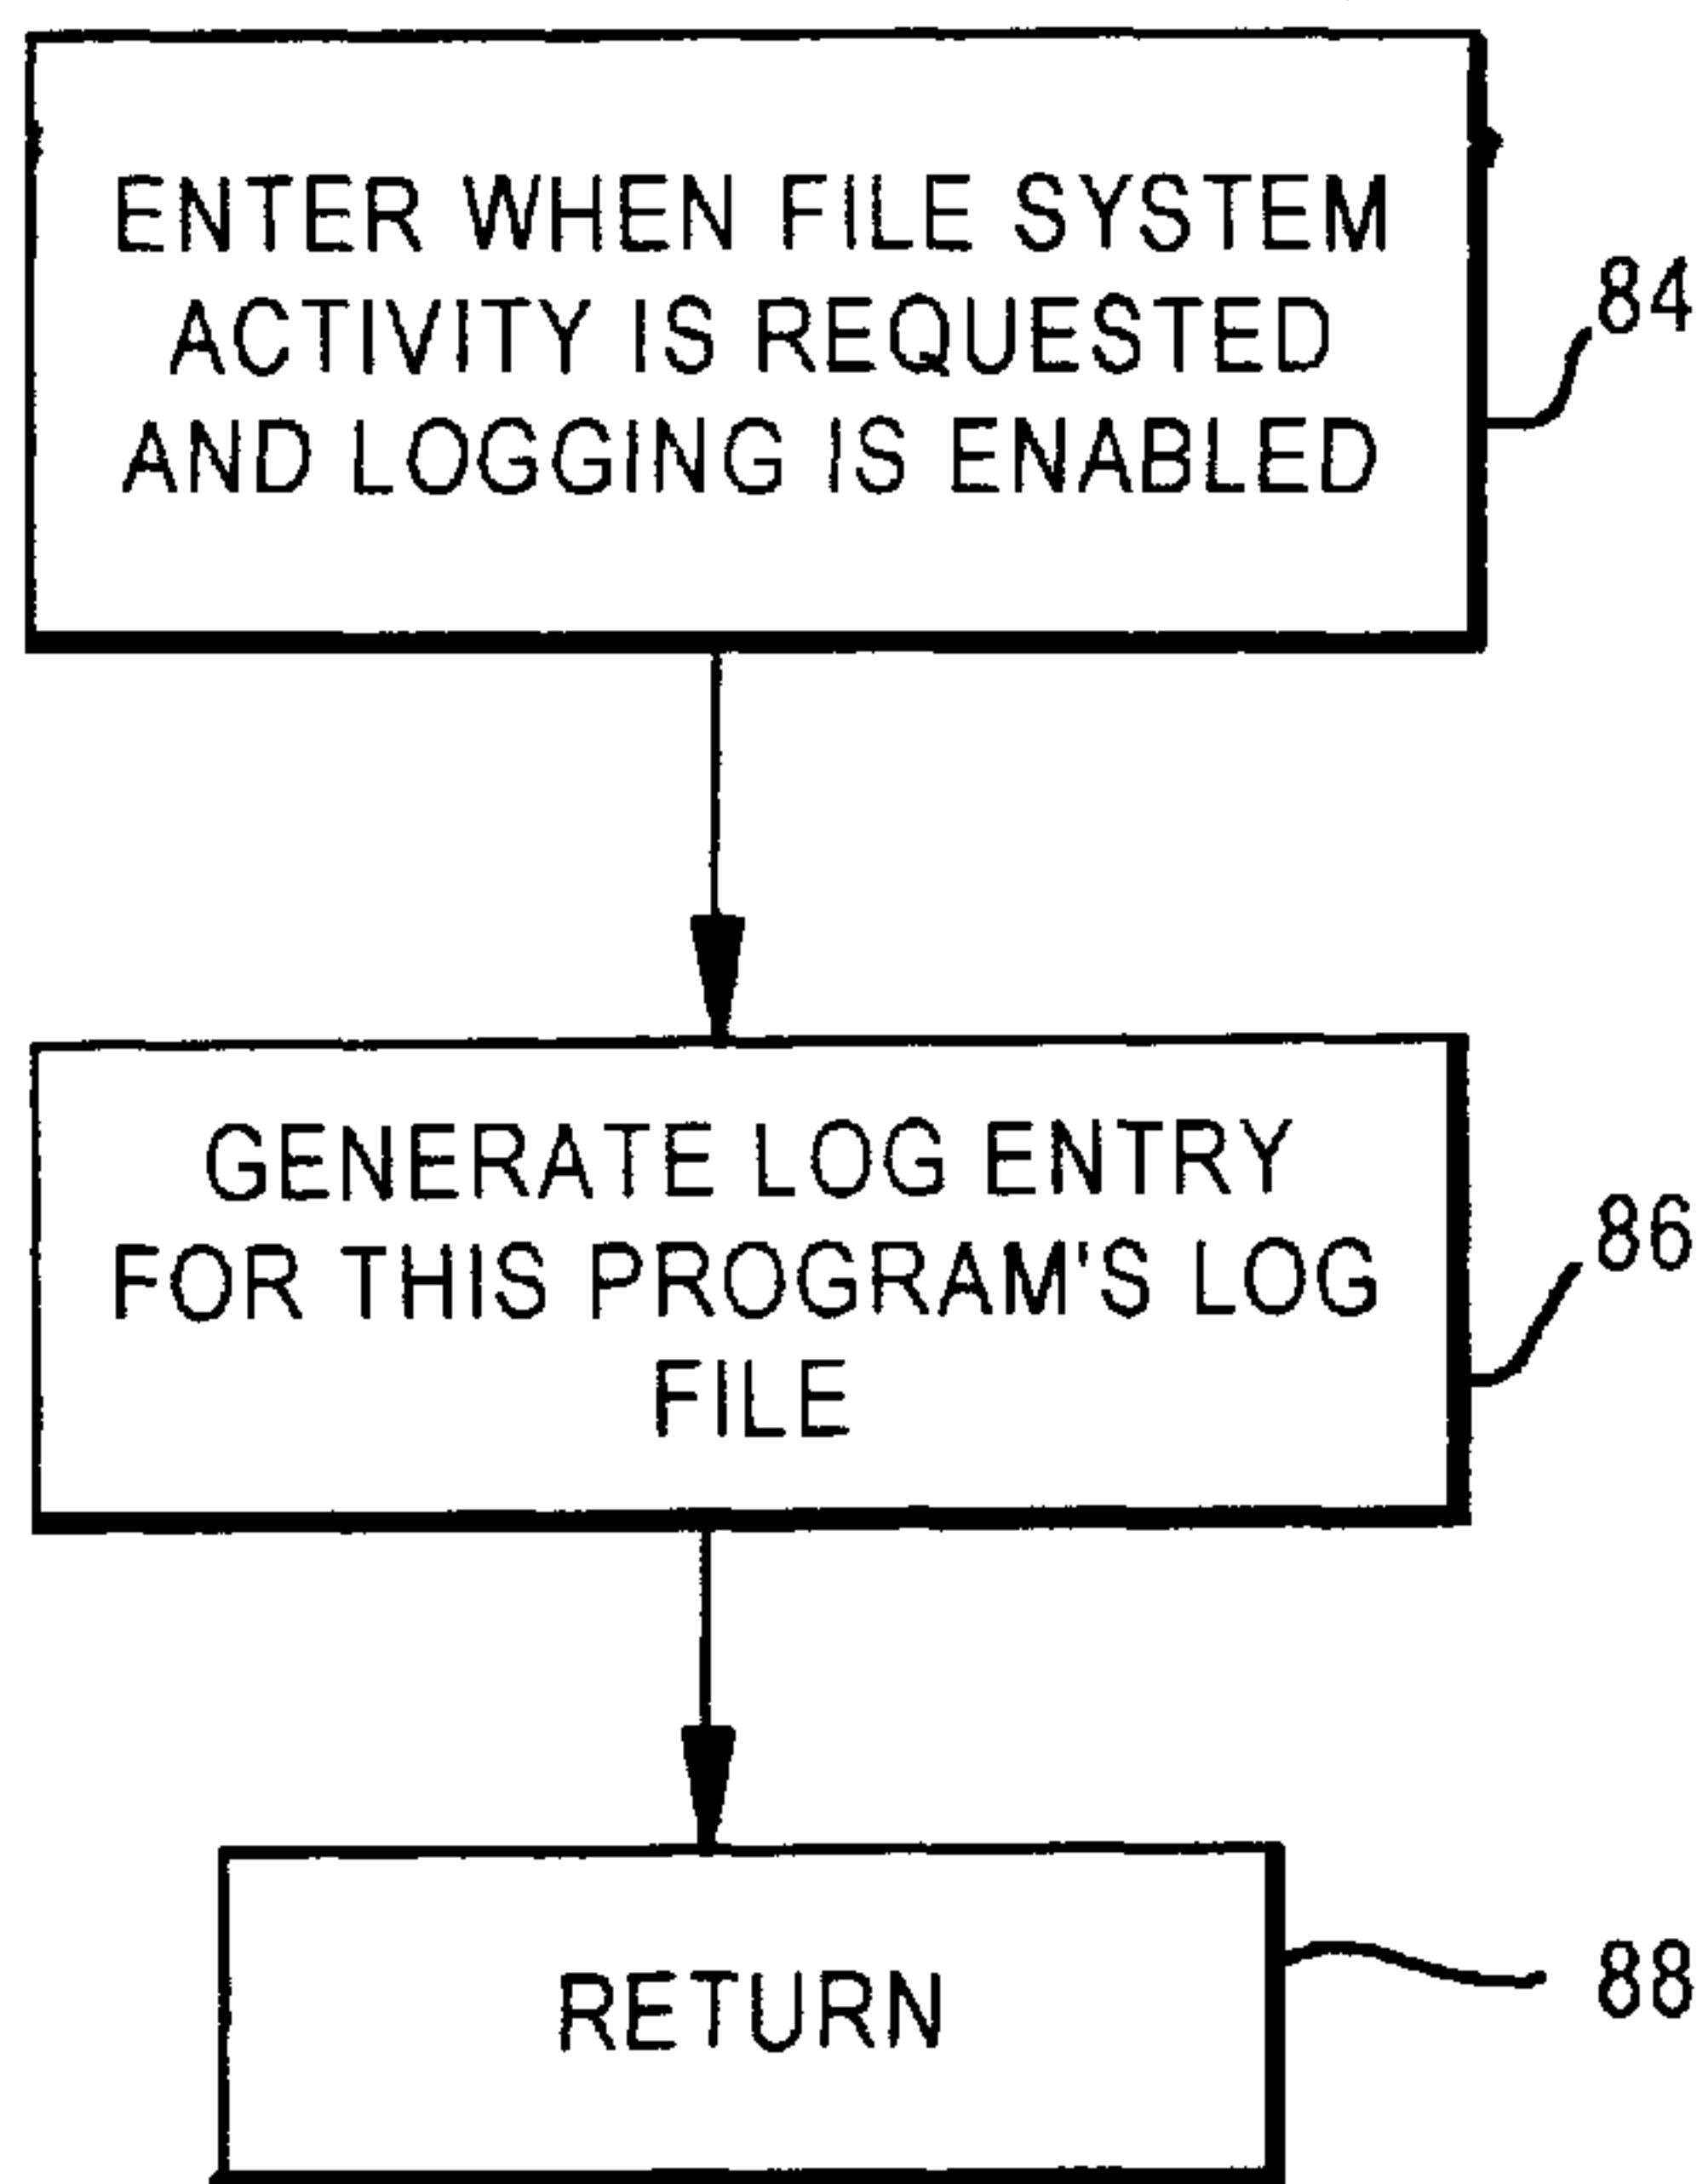 ENTER WHEN FILE SYSTEM
ACTIVITY IS REQUESTED
AND LOGGING IS ENABLED
84
GENERATE LOG ENTRY
FOR THIS PROGRAM'S LOG
FILE
86
RETURN
88